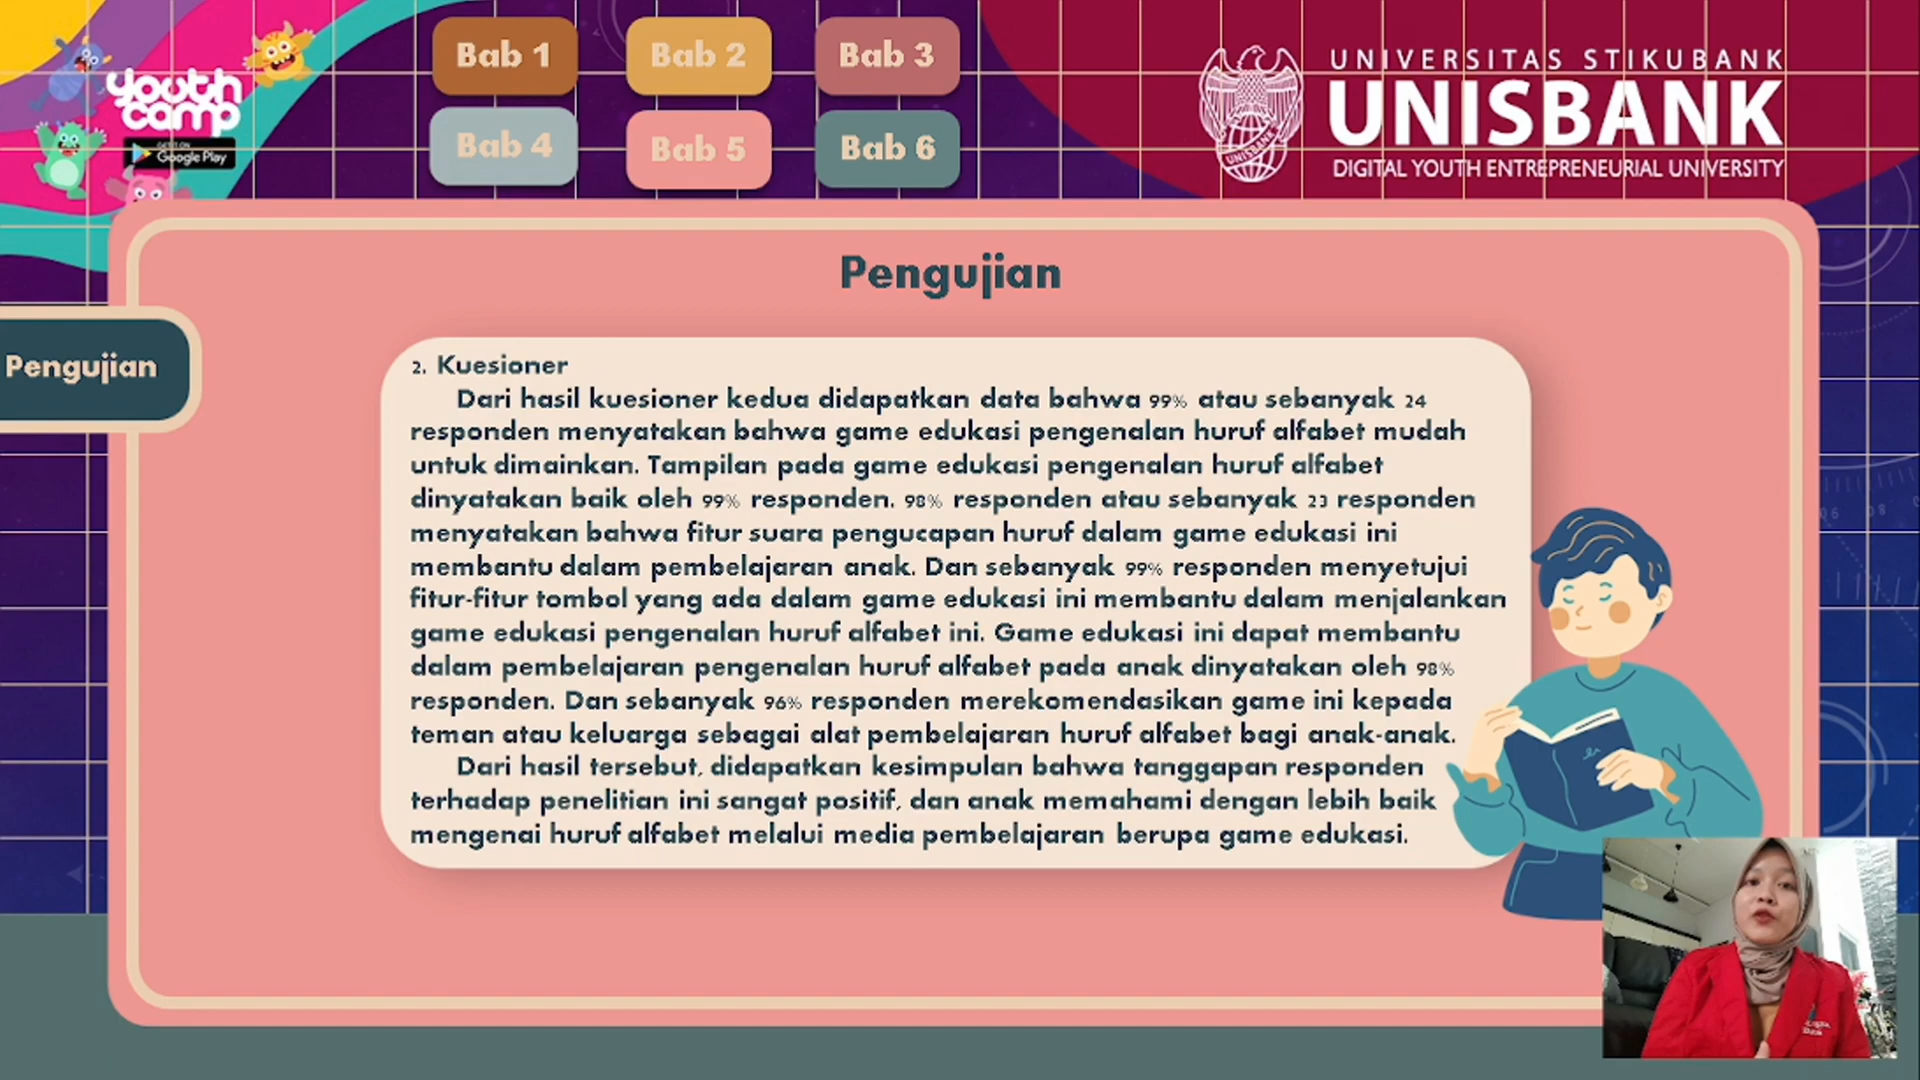 youth
camp
GET IT ON
Google Play
Bab 1
Bab 2
Bab 3
Bab 4
Bab 5
Bab 6
UNISBANK
UNIVERSITAS STIKUBANK
UNISBANK
DIGITAL YOUTH ENTREPRENEURIAL UNIVERSITY
Pengujian
Pengujian
2. Kuesioner
Dari hasil kuesioner kedua didapatkan data bahwa 99% atau sebanyak 24
responden menyatakan bahwa game edukasi pengenalan huruf alfabet mudah
untuk dimainkan. Tampilan pada game edukasi pengenalan huruf alfabet
dinyatakan baik oleh 99% responden. 98% responden atau sebanyak 23 responden
menyatakan bahwa fitur suara pengucapan huruf dalam game edukasi ini
membantu dalam pembelajaran anak. Dan sebanyak 99% responden menyetujui
fitur-fitur tombol yang ada dalam game edukasi ini membantu dalam menjalankan
game edukasi pengenalan huruf alfabet ini. Game edukasi ini dapat membantu
dalam pembelajaran pengenalan huruf alfabet pada anak dinyatakan oleh 98%
responden. Dan sebanyak 96% responden merekomendasikan game ini kepada
teman atau keluarga sebagai alat pembelajaran huruf alfabet bagi anak-anak.
Dari hasil tersebut, didapatkan kesimpulan bahwa tanggapan responden
terhadap penelitian ini sangat positif, dan anak memahami dengan lebih baik
mengenai huruf alfabet melalui media pembelajaran berupa game edukasi.